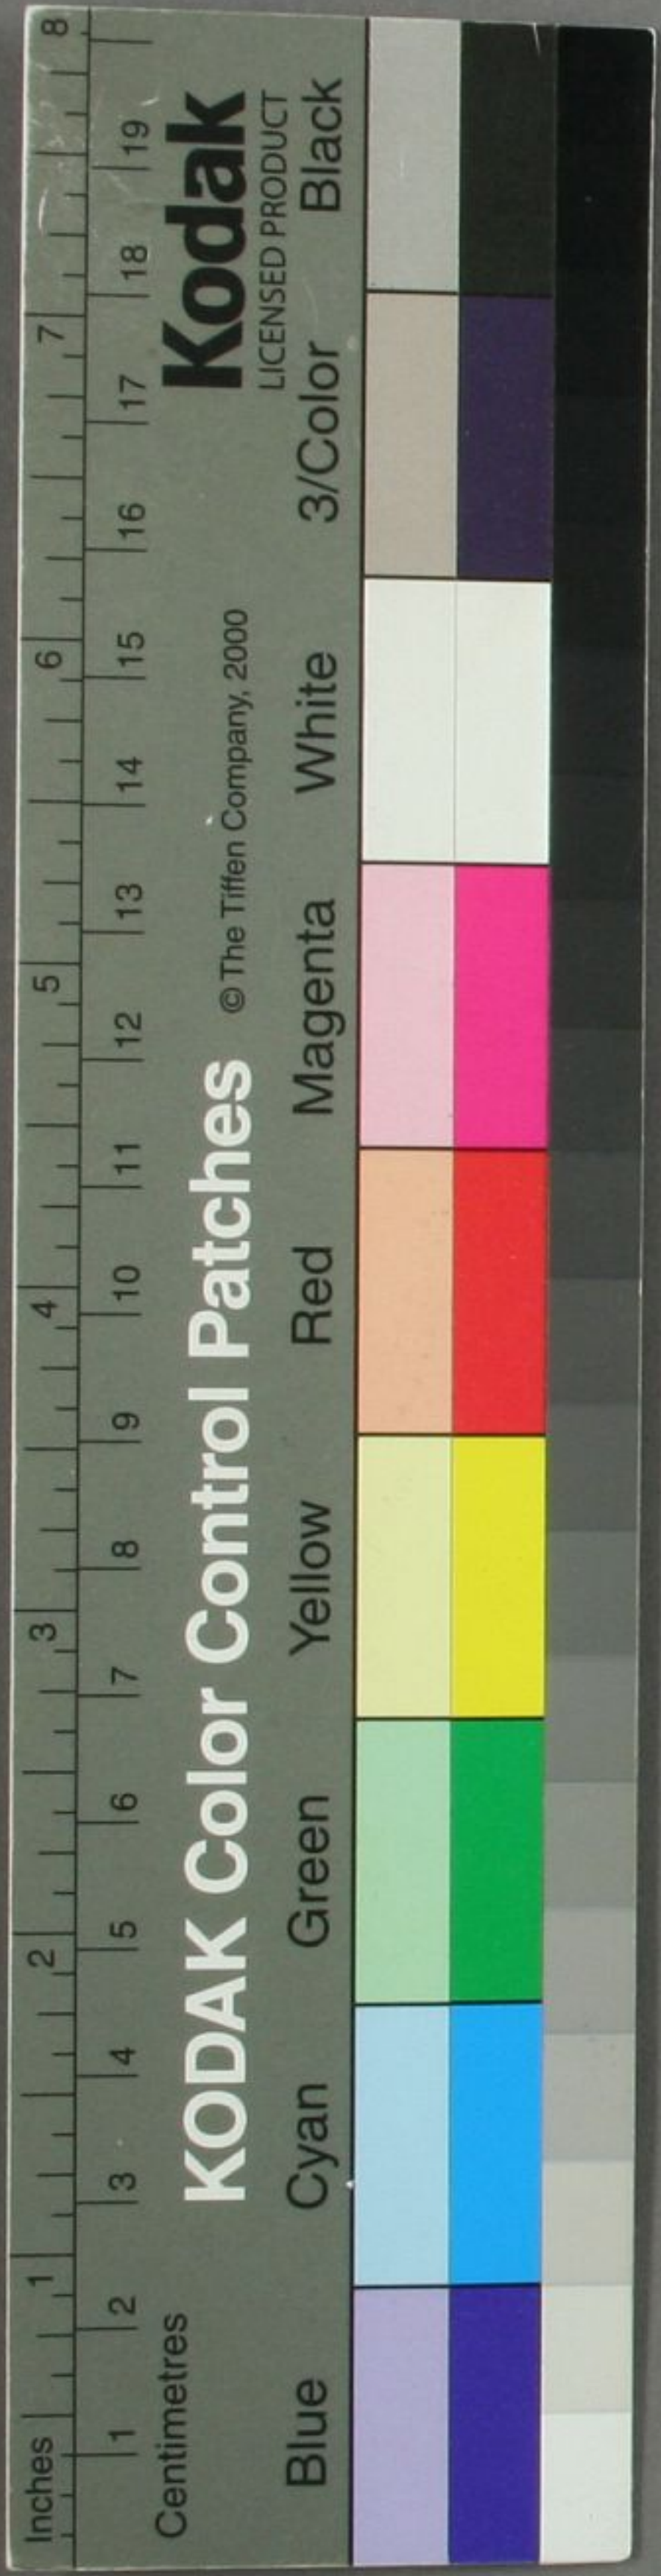 Inches 1 2 3 4 5 6 7 8
Centimetres 1 2 3 4 5 6 7 8 9 10 11 12 13 14 15 16 17 18 19
KODAK Color Control Patches © The Tiffen Company, 2000 Kodak
LICENSED PRODUCT
Blue Cyan Green Yellow Red Magenta White 3/Color Black